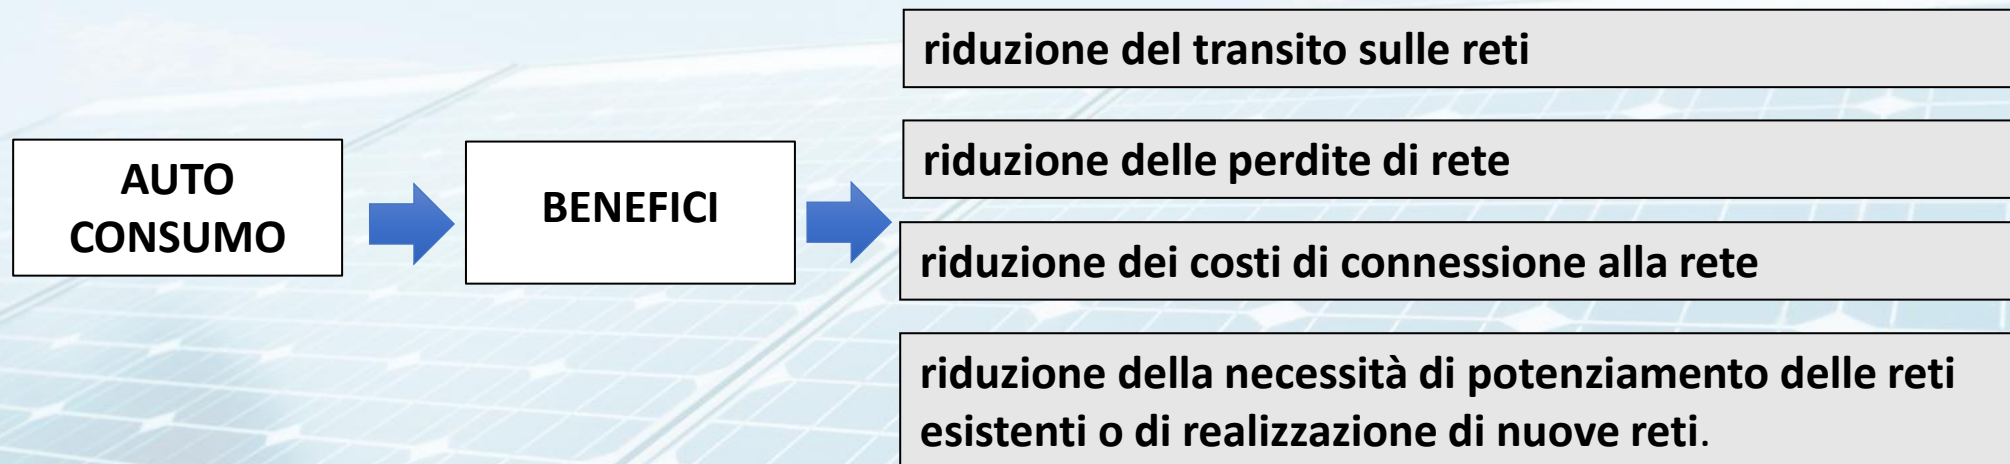 AUTO
CONSUMO
BENEFICI
riduzione del transito sulle reti
riduzione delle perdite di rete
riduzione dei costi di connessione alla rete
riduzione della necessità di potenziamento delle reti
esistenti o di realizzazione di nuove reti.